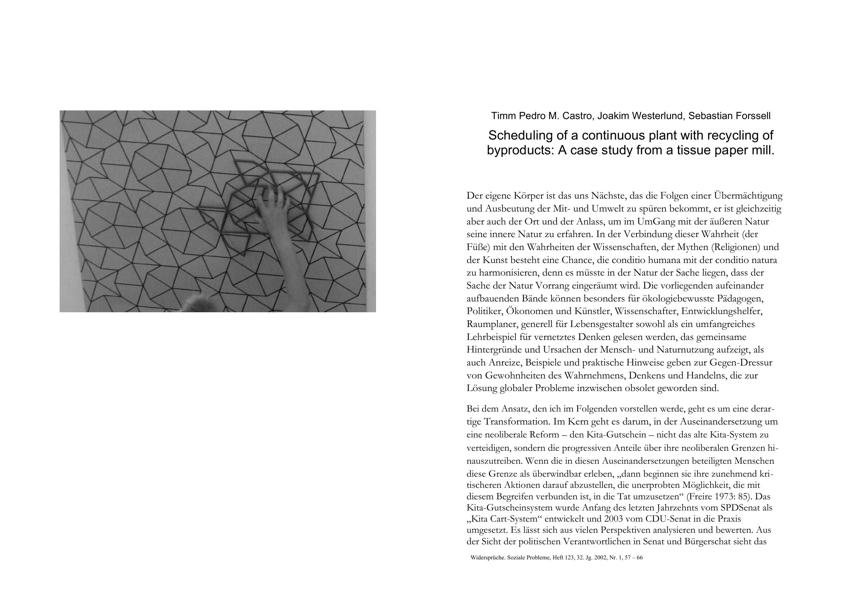 Timm Pedro M. Castro, Joakim Westerlund, Sebastian Forssell
Scheduling of a continuous plant with recycling of
byproducts: A case study from a tissue paper mill.
Der eigene Körper ist das uns Nächste, das die Folgen einer Übermächtigung
und Ausbeutung der Mit- und Umwelt zu spüren bekommt, er ist gleichzeitig
aber auch der Ort und der Anlass, um im UmGang mit der äußeren Natur
seine innere Natur zu erfahren. In der Verbindung dieser Wahrheit (der
Füße) mit den Wahrheiten der Wissenschaften, der Mythen (Religionen) und
der Kunst besteht eine Chance, die conditio humana mit der conditio natura
zu harmonisieren, denn es müsste in der Natur der Sache liegen, dass der
Sache der Natur Vorrang eingeräumt wird. Die vorliegenden aufeinander
aufbauenden Bände können besonders für ökologiebewusste Pädagogen,
Politiker, Ökonomen und Künstler, Wissenschafter, Entwicklungshelfer,
Raumplaner, generell für Lebensgestalter sowohl als ein umfangreiches
Lehrbeispiel für vernetztes Denken gelesen werden, das gemeinsame
Hintergründe und Ursachen der Mensch- und Naturnutzung aufzeigt, als
auch Anreize, Beispiele und praktische Hinweise geben zur Gegen-Dressur
von Gewohnheiten des Wahrnehmens, Denkens und Handelns, die zur
Lösung globaler Probleme inzwischen obsolet geworden sind.
Bei dem Ansatz, den ich im Folgenden vorstellen werde, geht es um eine derar-
tige Transformation. Im Kern geht es darum, in der Auseinandersetzung um
eine neoliberale Reform – den Kita-Gutschein – nicht das alte Kita-System zu
verteidigen, sondern die progressiven Anteile über ihre neoliberalen Grenzen hi-
nauszutreiben. Wenn die in diesen Auseinandersetzungen beteiligten Menschen
diese Grenze als überwindbar erleben, „dann beginnen sie ihre zunehmend kri-
tischeren Aktionen darauf abzustellen, die unerprobten Möglichkeit, die mit
diesem Begreifen verbunden ist, in die Tat umzusetzen“ (Freire 1973: 85). Das
Kita-Gutscheinsystem wurde Anfang des letzten Jahrzehnts vom SPDSenat als
„Kita Cart-System“ entwickelt und 2003 vom CDU-Senat in die Praxis
umgesetzt. Es lässt sich aus vielen Perspektiven analysieren und bewerten. Aus
der Sicht der politischen Verantwortlichen in Senat und Bürgerschat sieht das
Widersprüche. Soziale Probleme, Heft 123, 32. Jg. 2002, Nr. 1, 57 – 66